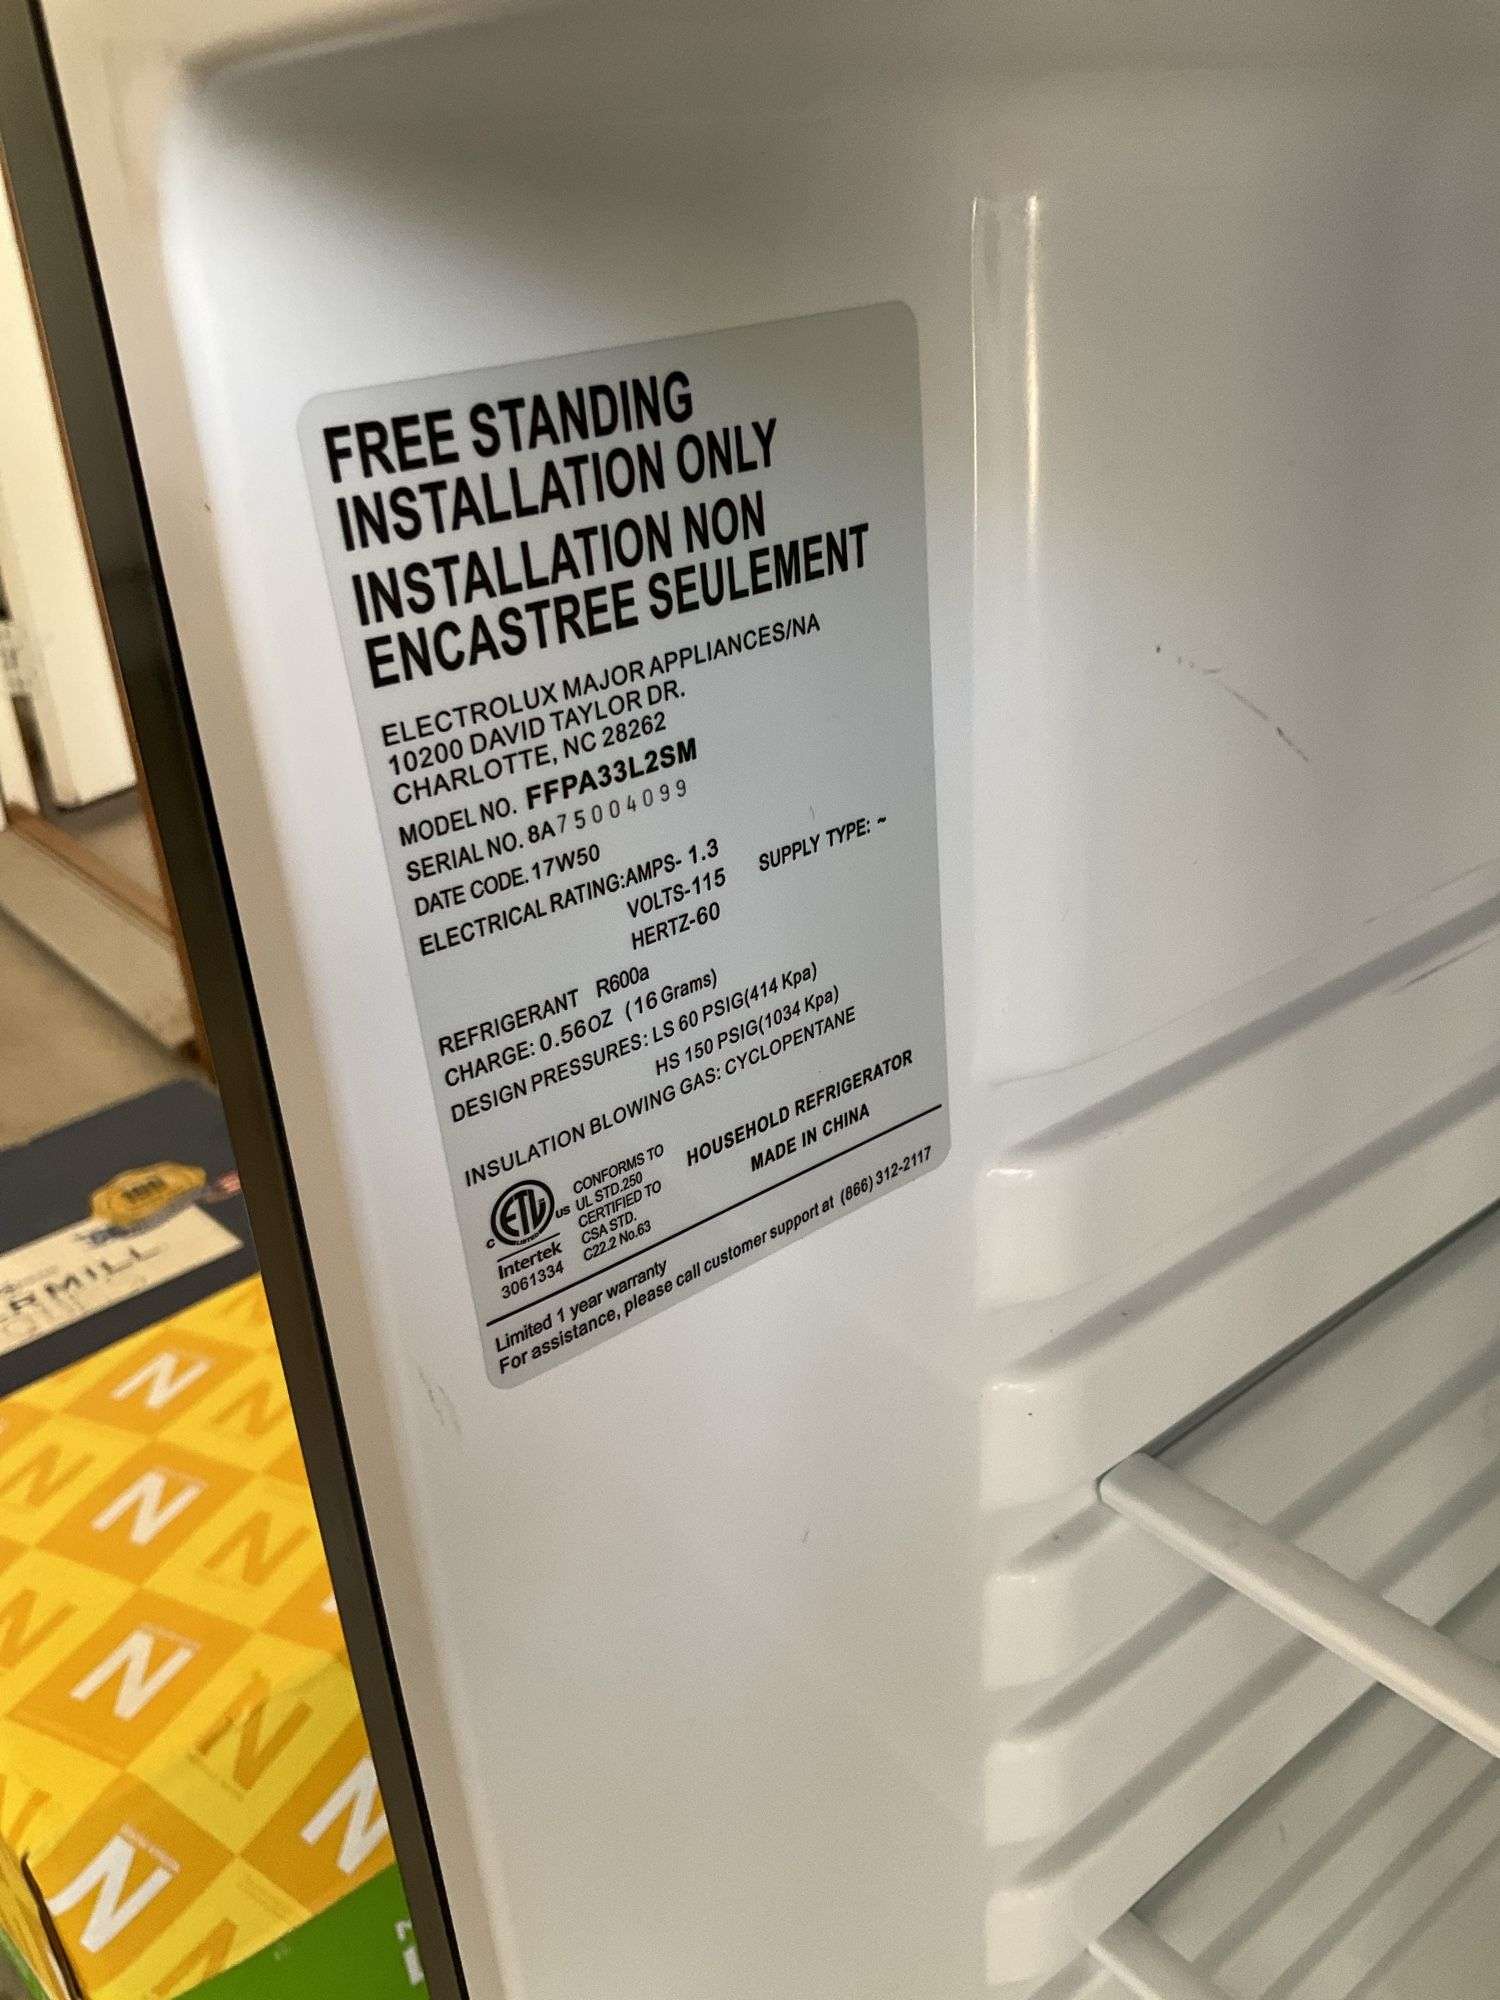 FREE STANDING
INSTALLATION ONLY
INSTALLATION NON
ENCASTREE SEULEMENT
ELECTROLUX MAJOR APPLIANCES/NA
10200 DAVID TAYLOR DR.
CHARLOTTE, NC 28262
MODEL NO. FFPA33L2SM
SERIAL NO. 8A75004099
DATE CODE. 17W50
ELECTRICAL RATING:AMPS- 1.3 SUPPLY TYPE: ~
VOLTS-115
HERTZ-60
REFRIGERANT R600a
CHARGE: 0.56OZ (16 Grams)
DESIGN PRESSURES: LS 60 PSIG(414 Kpa)
HS 150 PSIG(1034 Kpa)
INSULATION BLOWING GAS: CYCLOPENTANE
C ETL US
LISTED
Intertek
3061334
CONFORMS TO
UL STD.250
CERTIFIED TO
CSA STD.
C22.2 No.63
HOUSEHOLD REFRIGERATOR
MADE IN CHINA
Limited 1 year warranty
For assistance, please call customer support at (866) 312-2117
N
N
N
N
N
N
N
N
N